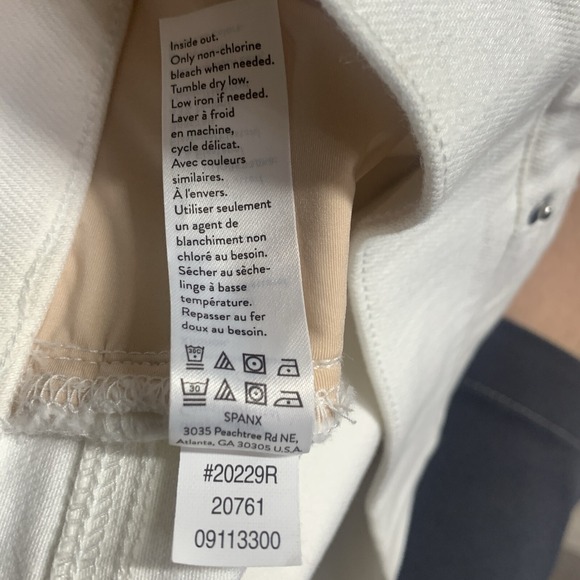 Inside out.
Only non-chlorine
bleach when needed.
Tumble dry low.
Low iron if needed.
Laver à froid
en machine,
cycle délicat.
Avec couleurs
similaires.
À l'envers.
Utiliser seulement
un agent de
blanchiment non
chloré au besoin.
Sécher au sèche-
linge à basse
température.
Repasser au fer
doux au besoin.
30C
30
SPANX
3035 Peachtree Rd NE,
Atlanta, GA 30305 U.S.A.
#20229R
20761
09113300